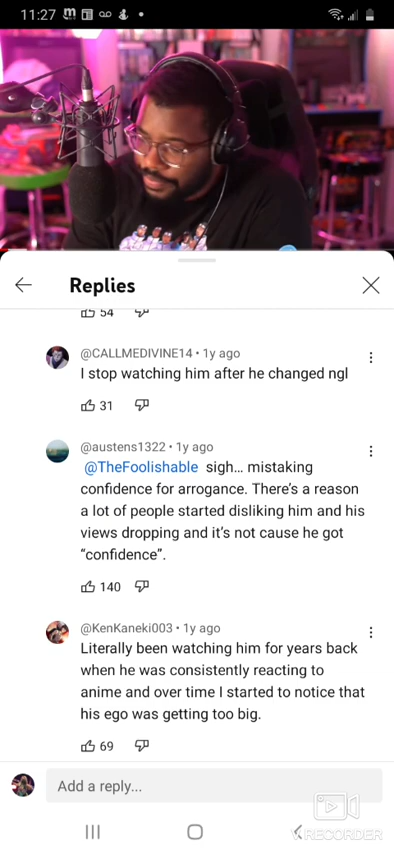 11:27
Replies
54
@CALLMEDIVINE14 • 1y ago
I stop watching him after he changed ngl
31
@austens1322 • 1y ago
@TheFoolishable sigh... mistaking
confidence for arrogance. There's a reason
a lot of people started disliking him and his
views dropping and it's not cause he got
“confidence”.
140
@KenKaneki003 • 1y ago
Literally been watching him for years back
when he was consistently reacting to
anime and over time I started to notice that
his ego was getting too big.
69
Add a reply...
V RECORDER